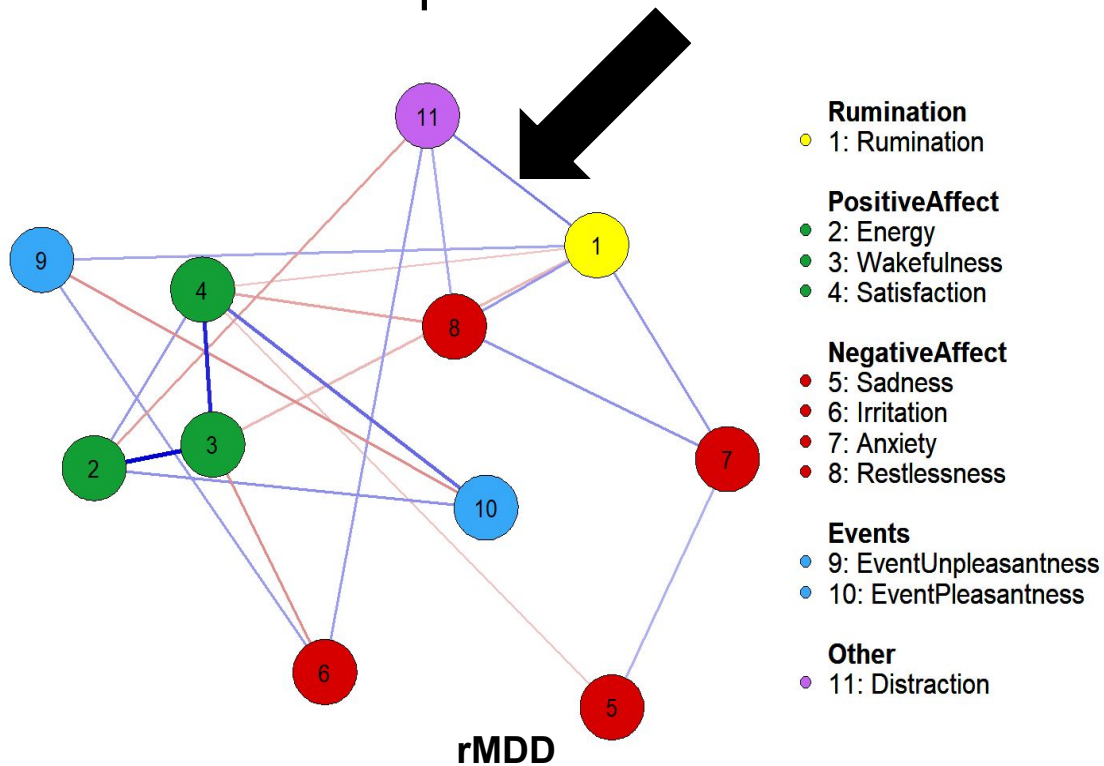 11
Rumination
1: Rumination
1
PositiveAffect
2: Energy
9
3: Wakefulness
4
4: Satisfaction
8
NegativeAffect
5: Sadness
6: Irritation
3
7: Anxiety
7
2
8: Restlessness
10
Events
9: EventUnpleasantness
10: EventPleasantness
6
Other
5
11: Distraction
rMDD